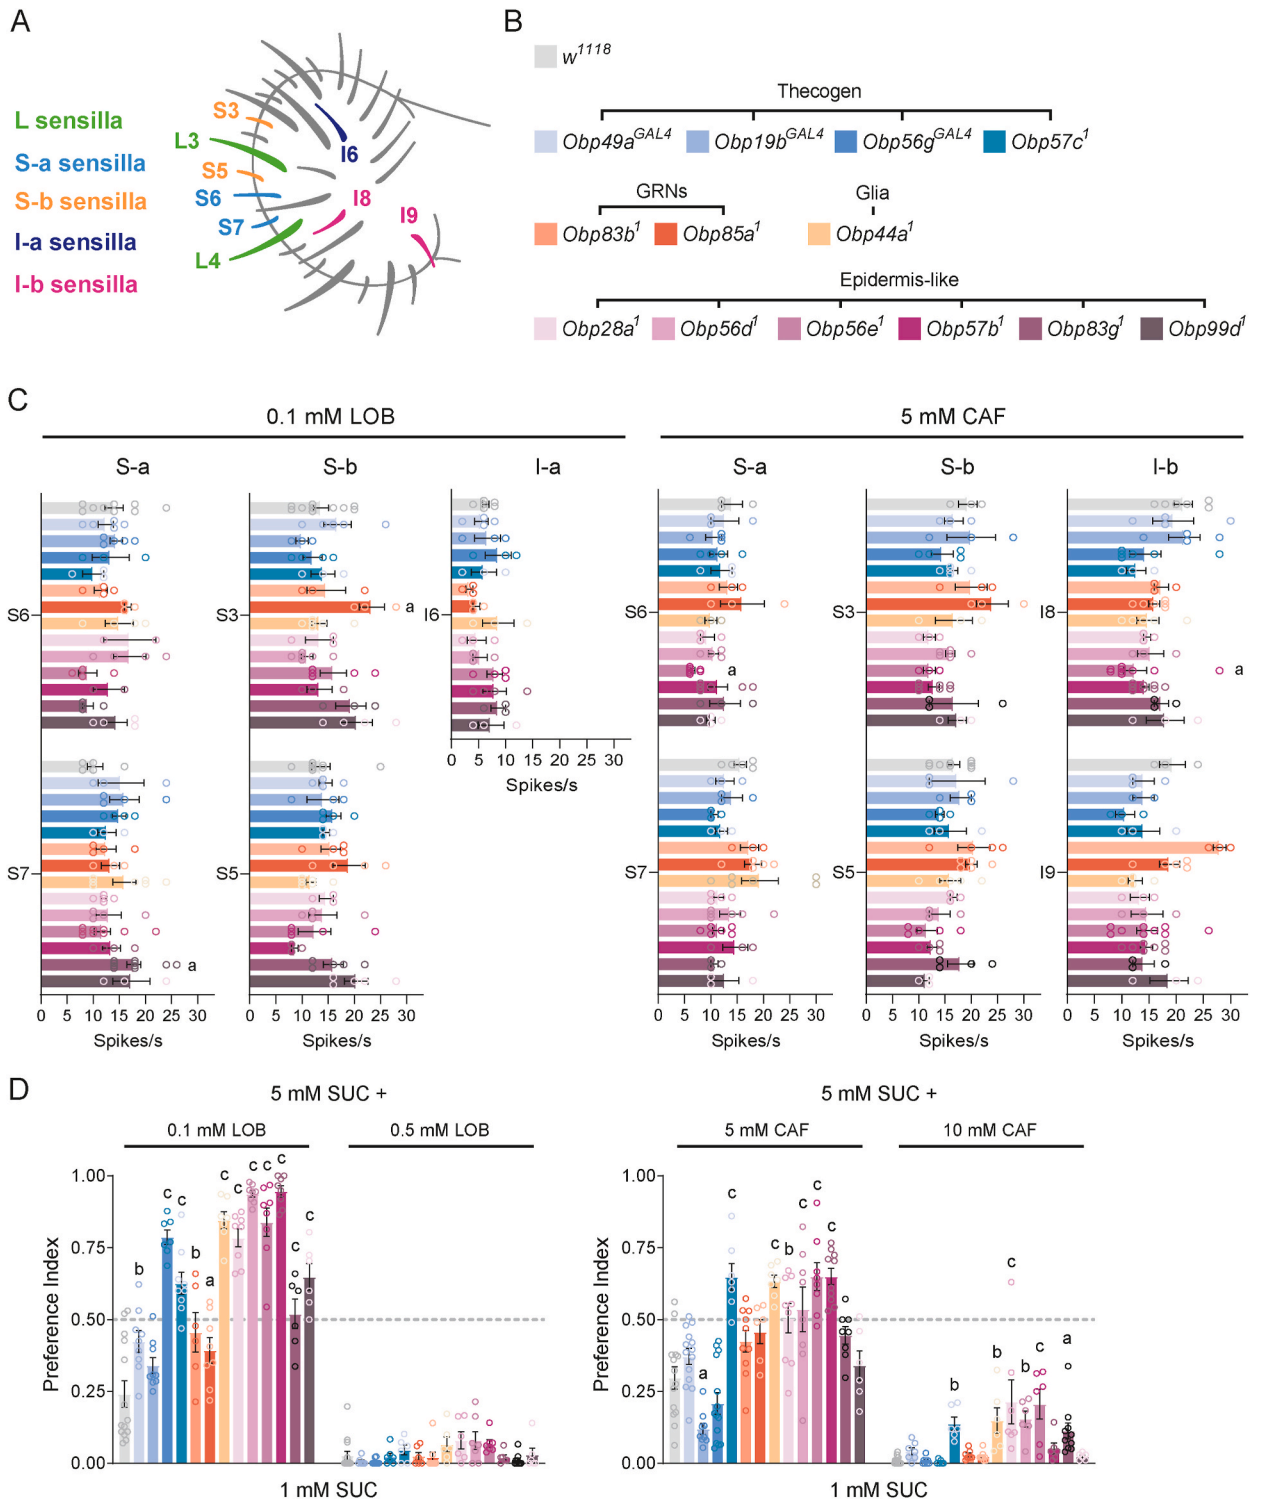 A
L sensilla
S-a sensilla
S-b sensilla
I-a sensilla
I-b sensilla
S3
L3
S5
S6
S7
L4
I6
I8
I9
B
w1118
Thecogen
Obp49aGAL4 Obp19bGAL4 Obp56gGAL4 Obp57c1
GRNs Glia
Obp83b1 Obp85a1 Obp44a1
Epidermis-like
Obp28a1 Obp56d1 Obp56e1 Obp57b1 Obp83g1 Obp99d1
C
0.1 mM LOB 5 mM CAF
S-a S-b I-a S-a S-b I-b
S6 S3 a I6 S6 a S3 I8 a
0 5 10 15 20 25 30
Spikes/s
S7 a S5 S7 S5 I9
0 5 10 15 20 25 30 0 5 10 15 20 25 30 0 5 10 15 20 25 30 0 5 10 15 20 25 30 0 5 10 15 20 25 30
Spikes/s Spikes/s Spikes/s Spikes/s Spikes/s
D
5 mM SUC +
0.1 mM LOB 0.5 mM LOB
Preference Index
1.00
0.75
0.50
0.25
0.00
b c c b a c c c c c c c
1 mM SUC
5 mM SUC +
5 mM CAF 10 mM CAF
Preference Index
1.00
0.75
0.50
0.25
0.00
a c c b c c c b b c b c a
1 mM SUC